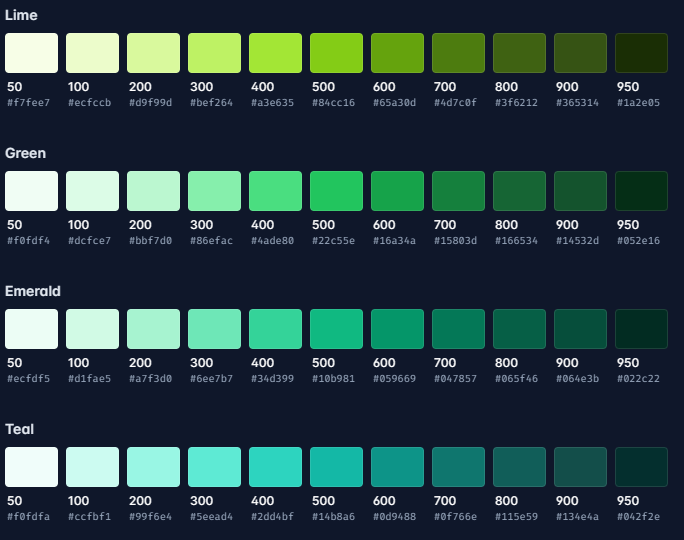 Lime
50 100 200 300 400 500 600 700 800 900 950
#f7fee7 #ecfccb #d9f99d #bef264 #a3e635 #84cc16 #65a30d #4d7c0f #3f6212 #365314 #1a2e05
Green
50 100 200 300 400 500 600 700 800 900 950
#f0fdf4 #dcfce7 #bbf7d0 #86efac #4ade80 #22c55e #16a34a #15803d #166534 #14532d #052e16
Emerald
50 100 200 300 400 500 600 700 800 900 950
#ecfdf5 #d1fae5 #a7f3d0 #6ee7b7 #34d399 #10b981 #059669 #047857 #065f46 #064e3b #022c22
Teal
50 100 200 300 400 500 600 700 800 900 950
#f0fdfa #ccfbf1 #99f6e4 #5eead4 #2dd4bf #14b8a6 #0d9488 #0f766e #115e59 #134e4a #042f2e